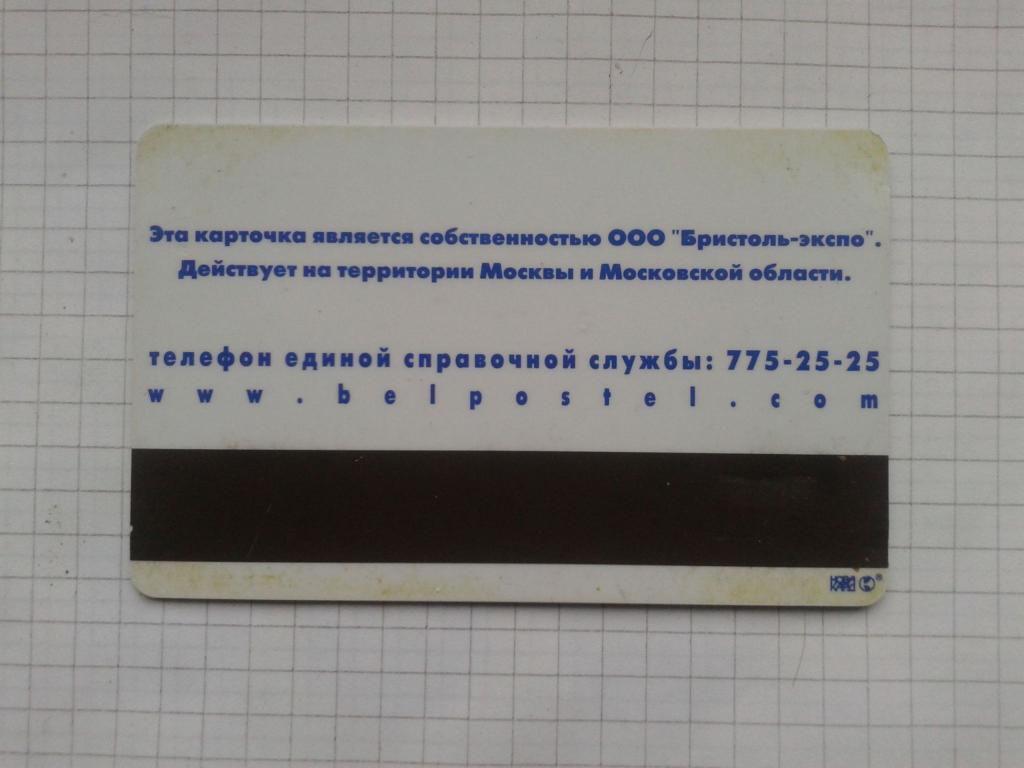 Эта карточка является собственностью ООО "Бристоль-экспо".
Действует на территории Москвы и Московской области.
телефон единой справочной службы: 775-25-25
www.belpostel.com